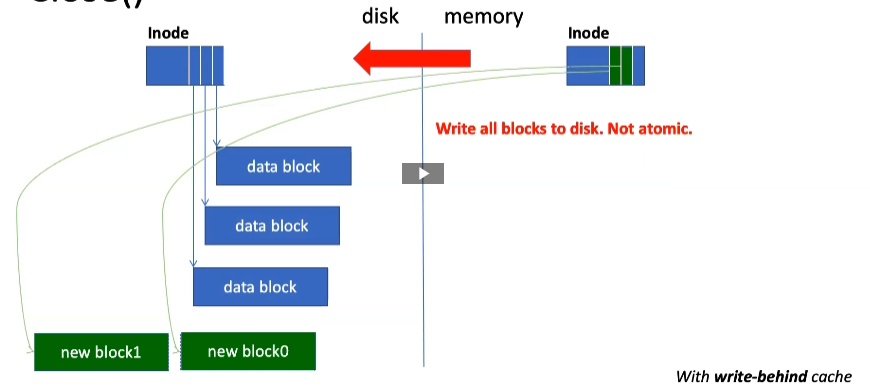 Close()
disk memory
Inode Inode
Write all blocks to disk. Not atomic.
data block
data block
data block
new block1 new block0
With write-behind cache